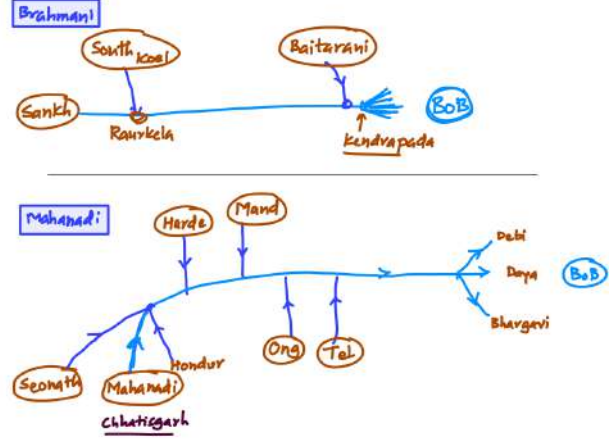 Brahmani
South Koel
Baitarani
Sankh
BOB
Raurkela
Kendrapada
Mahanadi
Harde
Mand
Debi
Daya
BOB
Bhargavi
Seonath
Mahanadi
Hondur
Ong
Tel
Chhatisgarh